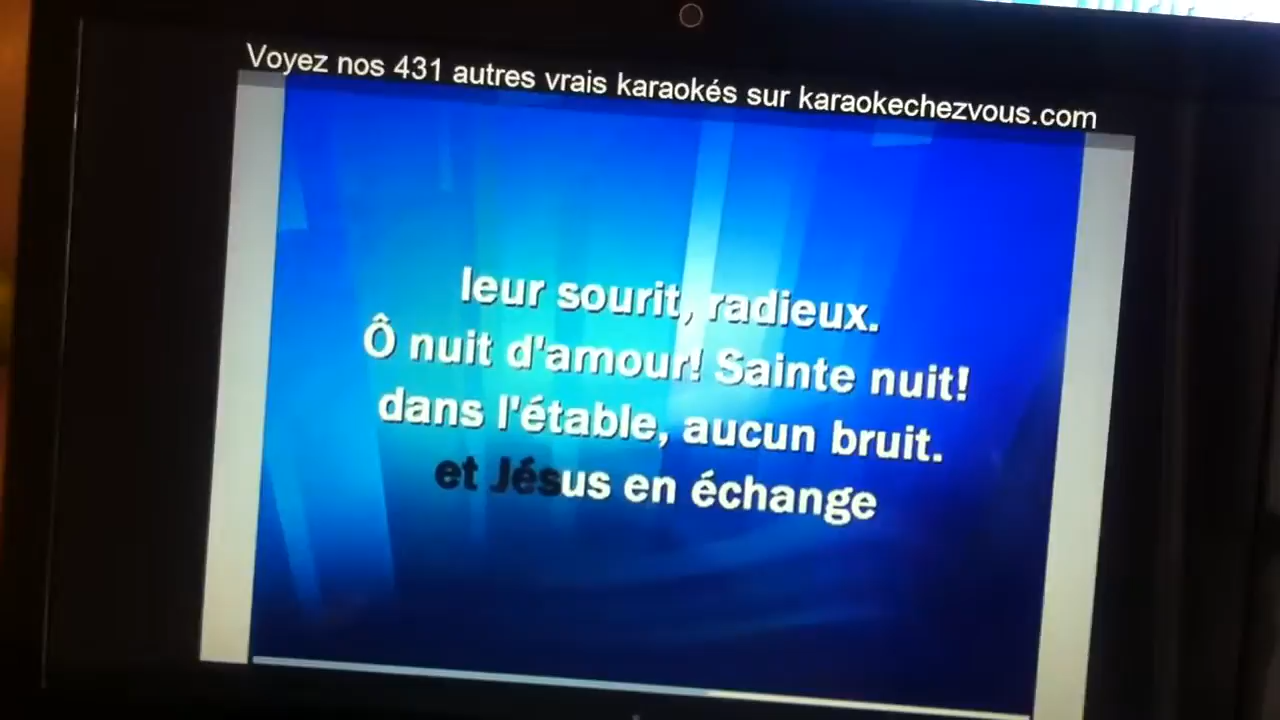 Voyez nos 431 autres vrais karaokés sur karaokechezvous.com
leur sourit, radieux.
Ô nuit d'amour! Sainte nuit!
dans l'étable, aucun bruit.
et Jésus en échange